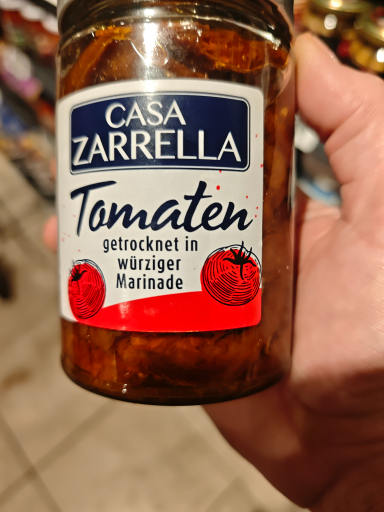 CASA
ZARRELLA
Tomaten
getrocknet in
würziger
Marinade